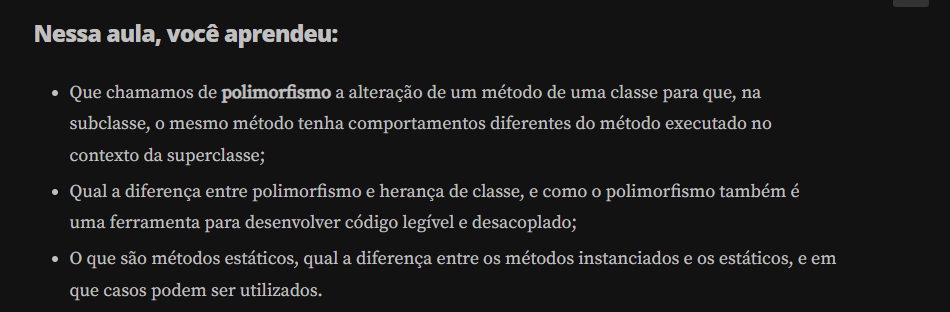 Nessa aula, você aprendeu:
• Que chamamos de polimorfismo a alteração de um método de uma classe para que, na
subclasse, o mesmo método tenha comportamentos diferentes do método executado no
contexto da superclasse;
• Qual a diferença entre polimorfismo e herança de classe, e como o polimorfismo também é
uma ferramenta para desenvolver código legível e desacoplado;
• O que são métodos estáticos, qual a diferença entre os métodos instanciados e os estáticos, e em
que casos podem ser utilizados.